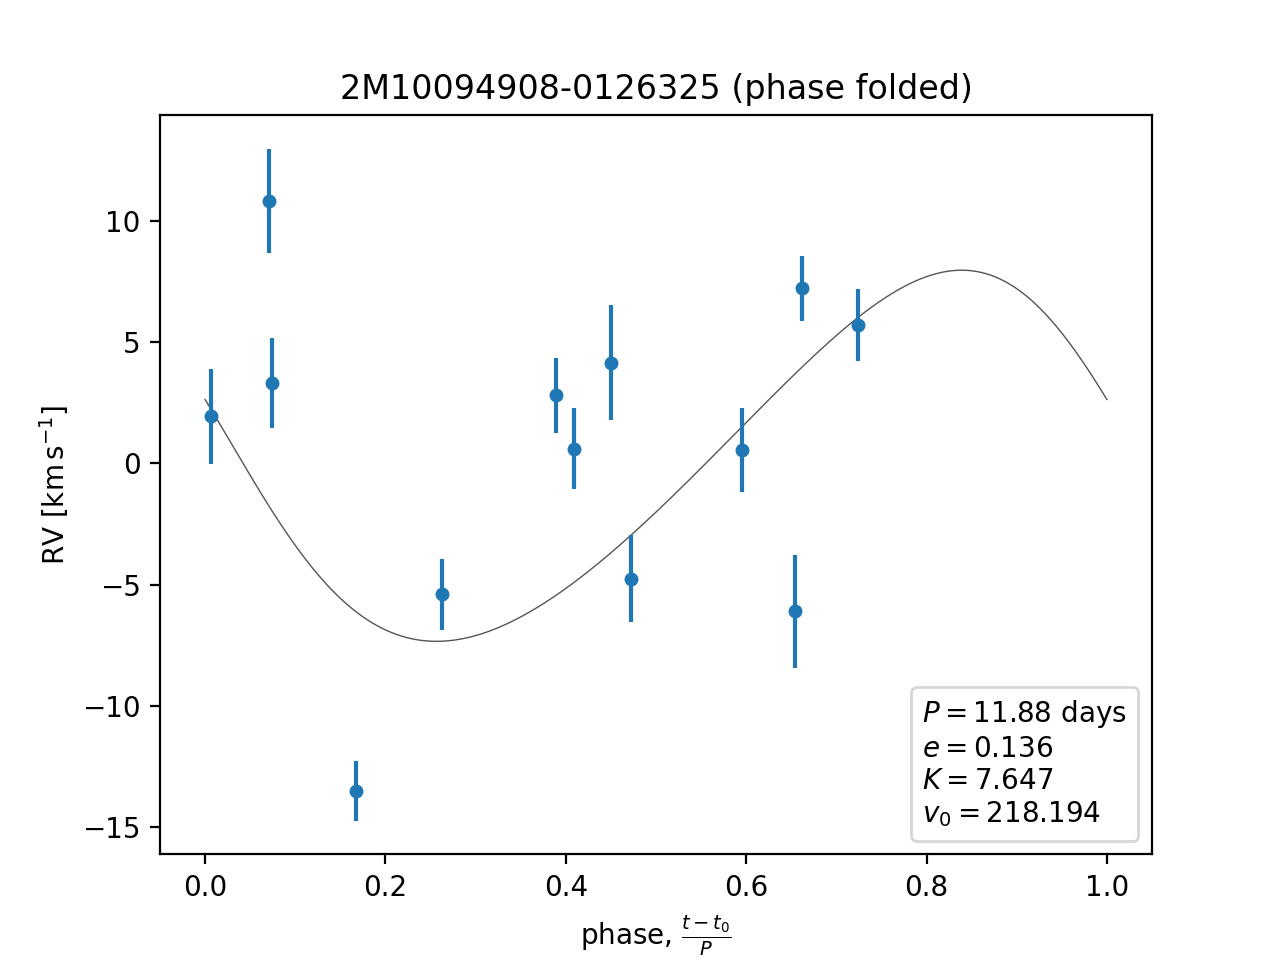 2M10094908-0126325 (phase folded)
RV [km s⁻¹]
10
5
0
−5
−10
−15
P = 11.88 days
e = 0.136
K = 7.647
v₀ = 218.194
0.0 0.2 0.4 0.6 0.8 1.0
phase, (t − t₀)/P